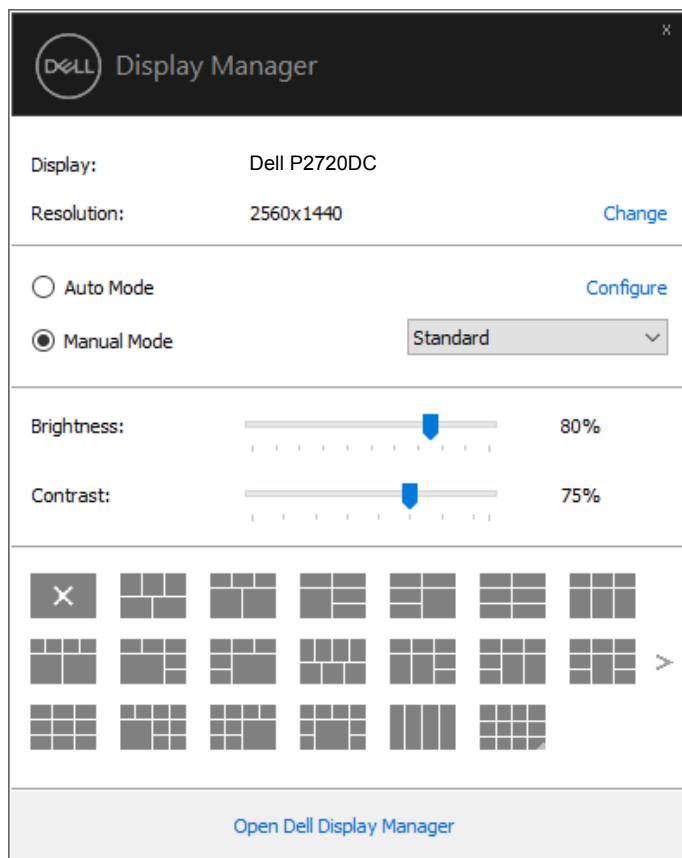 x
DELL Display Manager
Display: Dell P2720DC
Resolution: 2560x1440 Change
Auto Mode Configure
Manual Mode Standard
Brightness: 80%
Contrast: 75%
Open Dell Display Manager